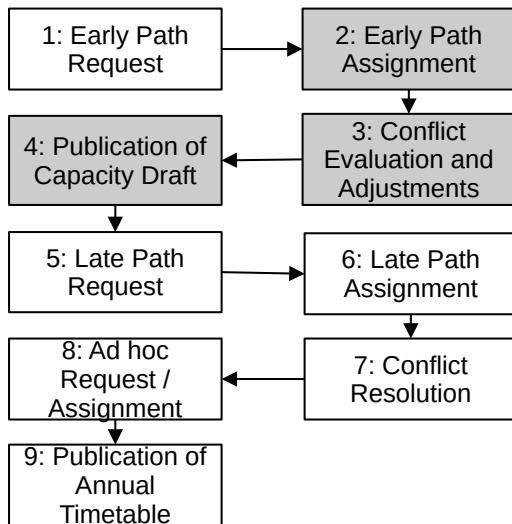 1: Early Path
Request
2: Early Path
Assignment
3: Conflict
Evaluation and
Adjustments
4: Publication of
Capacity Draft
5: Late Path
Request
6: Late Path
Assignment
7: Conflict
Resolution
8: Ad hoc
Request /
Assignment
9: Publication of
Annual
Timetable